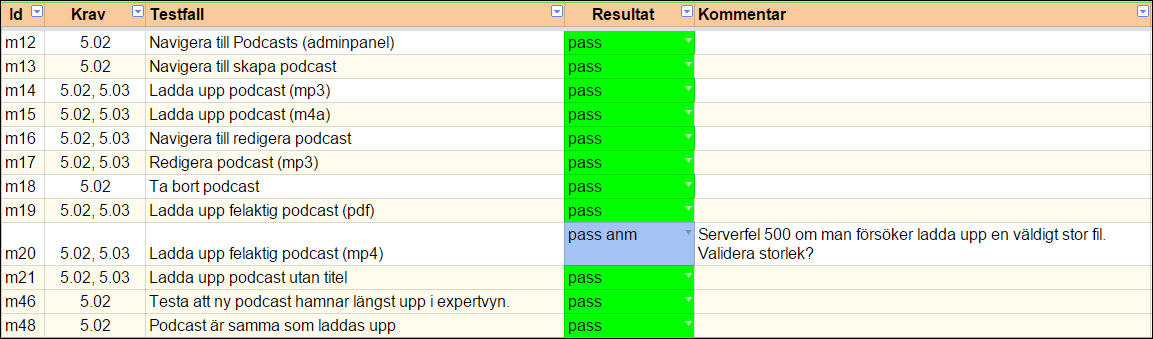 Id Krav Testfall Resultat Kommentar
m12 5.02 Navigera till Podcasts (adminpanel) pass
m13 5.02 Navigera till skapa podcast pass
m14 5.02, 5.03 Ladda upp podcast (mp3) pass
m15 5.02, 5.03 Ladda upp podcast (m4a) pass
m16 5.02, 5.03 Navigera till redigera podcast pass
m17 5.02, 5.03 Redigera podcast (mp3) pass
m18 5.02 Ta bort podcast pass
m19 5.02, 5.03 Ladda upp felaktig podcast (pdf) pass
pass anm Serverfel 500 om man försöker ladda upp en väldigt stor fil.
m20 5.02, 5.03 Ladda upp felaktig podcast (mp4) Validera storlek?
m21 5.02, 5.03 Ladda upp podcast utan titel pass
m46 5.02 Testa att ny podcast hamnar längst upp i expertvyn. pass
m48 5.02 Podcast är samma som laddas upp pass